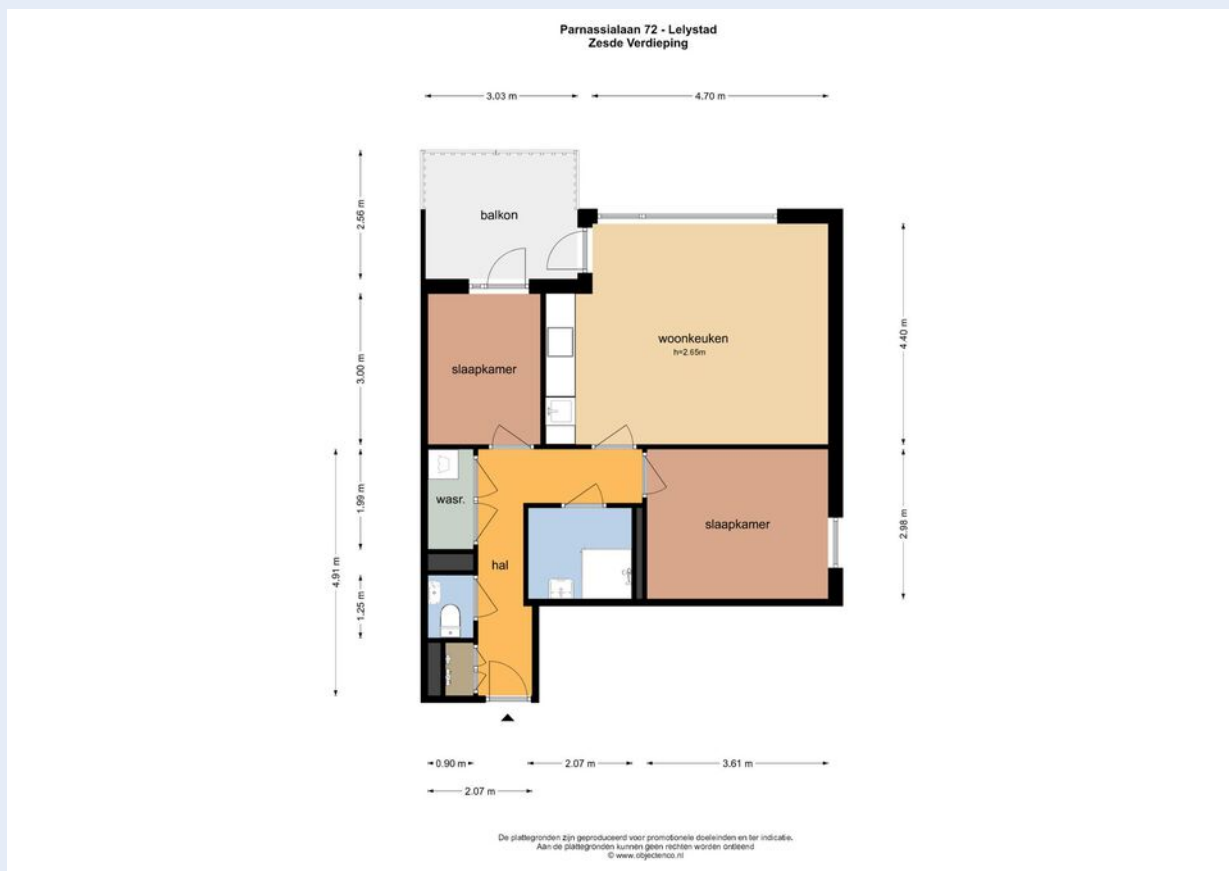 Parnassialaan 72 - Lelystad
Zesde Verdieping
3.03 m
4.70 m
2.56 m
balkon
woonkeuken
h=2.65m
4.40 m
3.00 m
slaapkamer
wasr.
1.99 m
slaapkamer
2.98 m
hal
4.91 m
1.25 m
0.90 m
2.07 m
3.61 m
2.07 m
De plattegronden zijn geproduceerd voor promotionele doeleinden en ter indicatie.
Aan de plattegronden kunnen geen rechten worden ontleend
© www.objectenco.nl